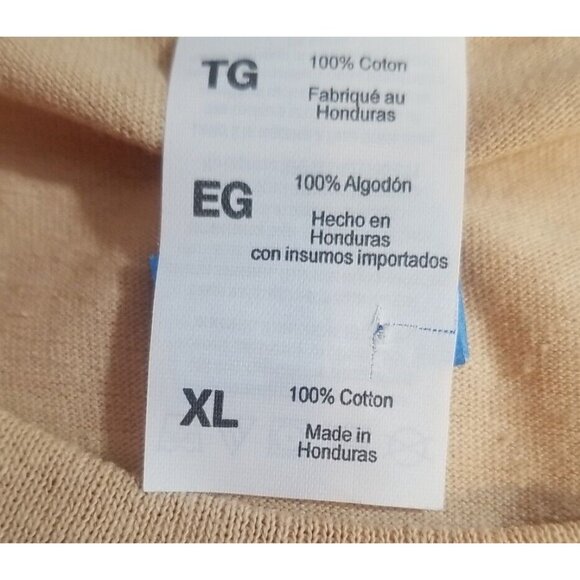 TG 100% Coton
Fabriqué au
Honduras
EG 100% Algodón
Hecho en
Honduras
con insumos importados
XL 100% Cotton
Made in
Honduras